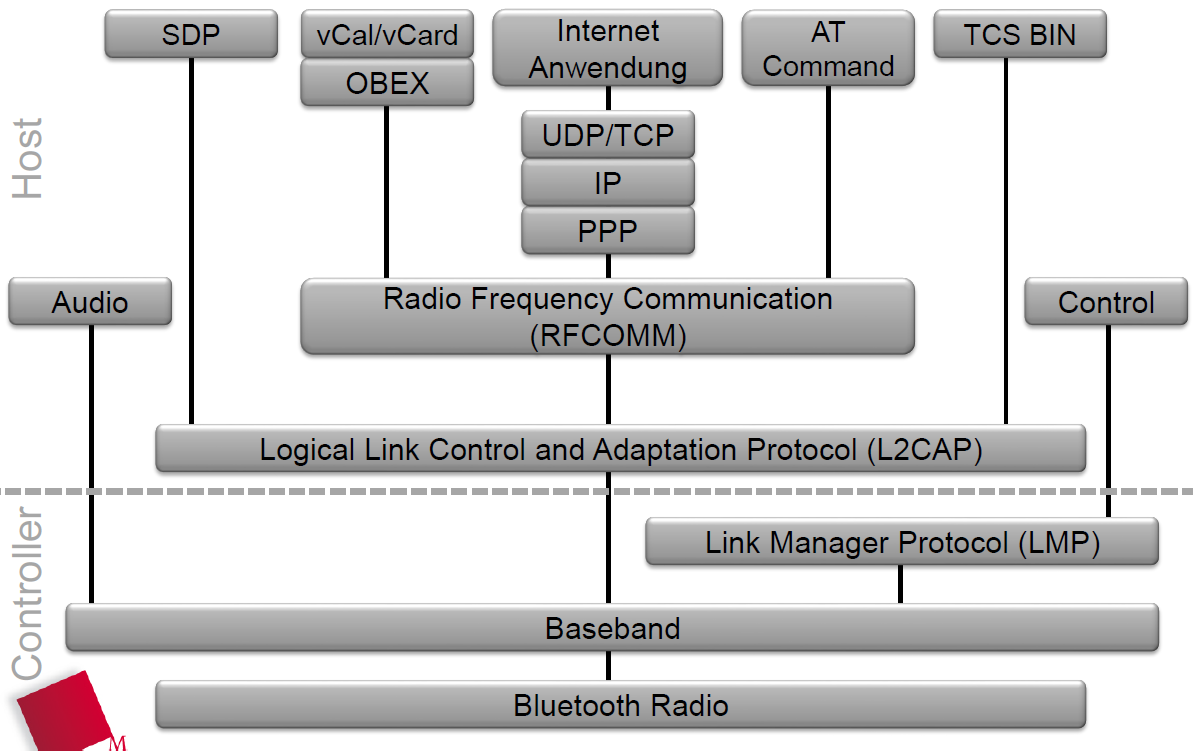 SDP
vCal/vCard
OBEX
Internet
Anwendung
AT
Command
TCS BIN
UDP/TCP
IP
PPP
Host
Audio
Radio Frequency Communication
(RFCOMM)
Control
Logical Link Control and Adaptation Protocol (L2CAP)
Controller
Link Manager Protocol (LMP)
Baseband
Bluetooth Radio
M